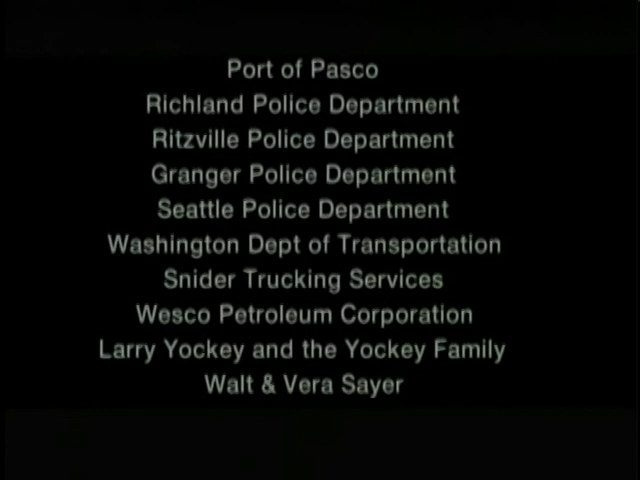 Port of Pasco
Richland Police Department
Ritzville Police Department
Granger Police Department
Seattle Police Department
Washington Dept of Transportation
Snider Trucking Services
Wesco Petroleum Corporation
Larry Yockey and the Yockey Family
Walt & Vera Sayer